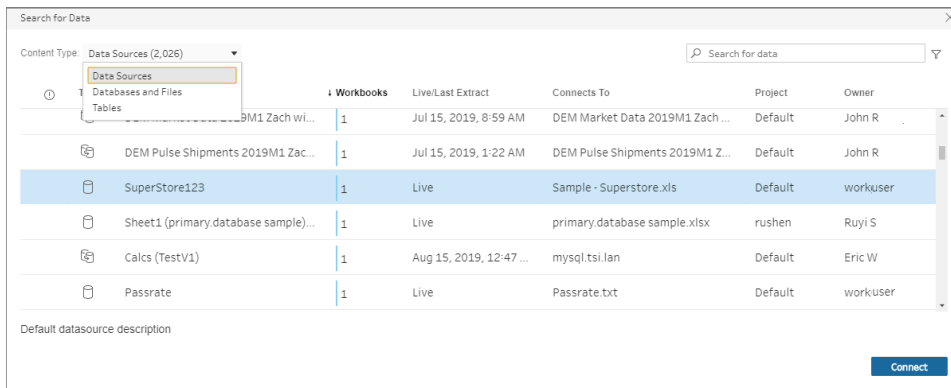 Search for Data
Content Type: Data Sources (2,026)
Search for data
Data Sources
Databases and Files
Tables
↓ Workbooks Live/Last Extract Connects To Project Owner
1 Jul 15, 2019, 8:59 AM DEM Market Data 2019M1 Zach ... Default John R
DEM Pulse Shipments 2019M1 Zac... 1 Jul 15, 2019, 1:22 AM DEM Pulse Shipments 2019M1 Z... Default John R
SuperStore123 1 Live Sample - Superstore.xls Default workuser
Sheet1 (primary.database sample)... 1 Live primary.database sample.xlsx rushen Ruyi S
Calcs (TestV1) 1 Aug 15, 2019, 12:47 ... mysql.tsi.lan Default Eric W
Passrate 1 Live Passrate.txt Default workuser
Default datasource description
Connect